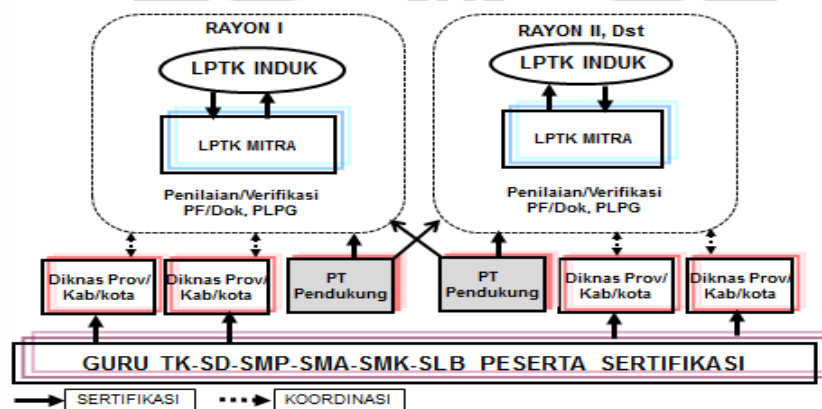 RAYON I
LPTK INDUK
LPTK MITRA
Penilaian/Verifikasi
PF/Dok, PLPG
RAYON II, Dst
LPTK INDUK
LPTK MITRA
Penilaian/Verifikasi
PF/Dok, PLPG
Diknas Prov/
Kab/kota
Diknas Prov/
Kab/kota
PT
Pendukung
PT
Pendukung
Diknas Prov/
Kab/kota
Diknas Prov/
Kab/kota
GURU TK-SD-SMP-SMA-SMK-SLB PESERTA SERTIFIKASI
SERTIFIKASI
KOORDINASI